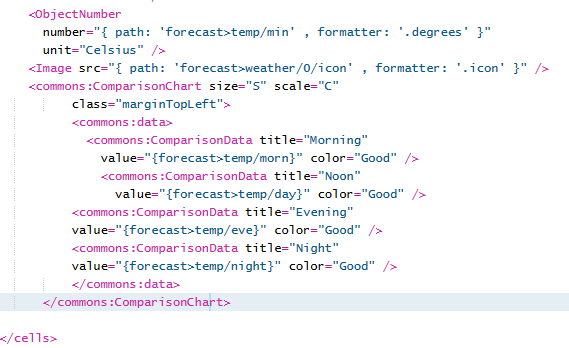 <ObjectNumber
number="{ path: 'forecast>temp/min' , formatter: '.degrees' }"
unit="Celsius" />
<Image src="{ path: 'forecast>weather/0/icon' , formatter: '.icon' }" />
<commons:ComparisonChart size="S" scale="C"
class="marginTopLeft">
<commons:data>
<commons:ComparisonData title="Morning"
value="{forecast>temp/morn}" color="Good" />
<commons:ComparisonData title="Noon"
value="{forecast>temp/day}" color="Good" />
<commons:ComparisonData title="Evening"
value="{forecast>temp/eve}" color="Good" />
<commons:ComparisonData title="Night"
value="{forecast>temp/night}" color="Good" />
</commons:data>
</commons:ComparisonChart>
</cells>